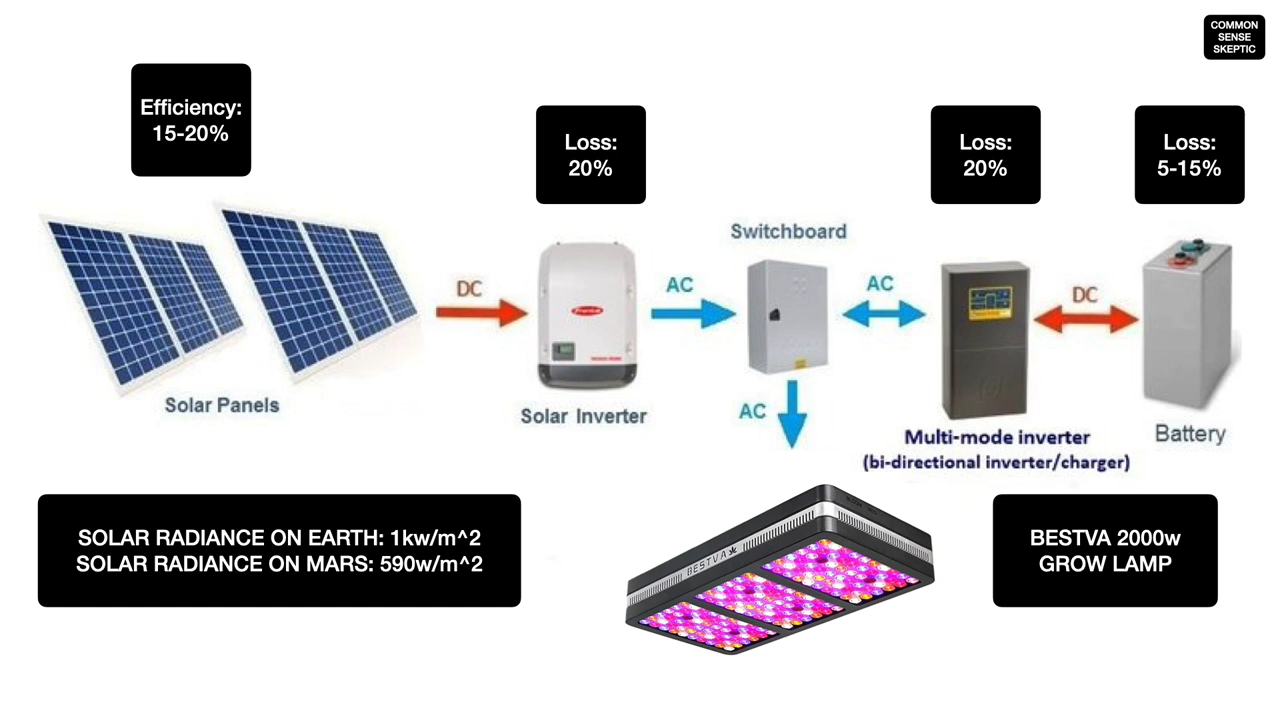 COMMON
SENSE
SKEPTIC
Efficiency:
15-20%
Loss:
20%
Loss:
20%
Loss:
5-15%
Switchboard
DC
AC
AC
DC
Solar Panels
Solar Inverter
AC
Multi-mode inverter
(bi-directional inverter/charger)
Battery
SOLAR RADIANCE ON EARTH: 1kw/m^2
SOLAR RADIANCE ON MARS: 590w/m^2
BESTVA
BESTVA 2000w
GROW LAMP